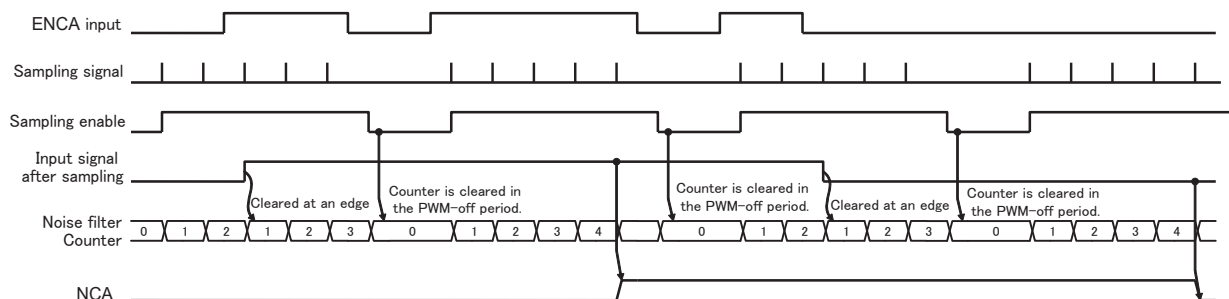 ENCA input
Sampling signal
Sampling enable
Input signal
after sampling
Cleared at an edge
Counter is cleared in
the PWM-off period.
Counter is cleared in
the PWM-off period.
Cleared at an edge
Counter is cleared in
the PWM-off period.
Noise filter
Counter
0 1 2 1 2 3 0 1 2 3 4 0 1 2 1 2 3 0 1 2 3 4
NCA